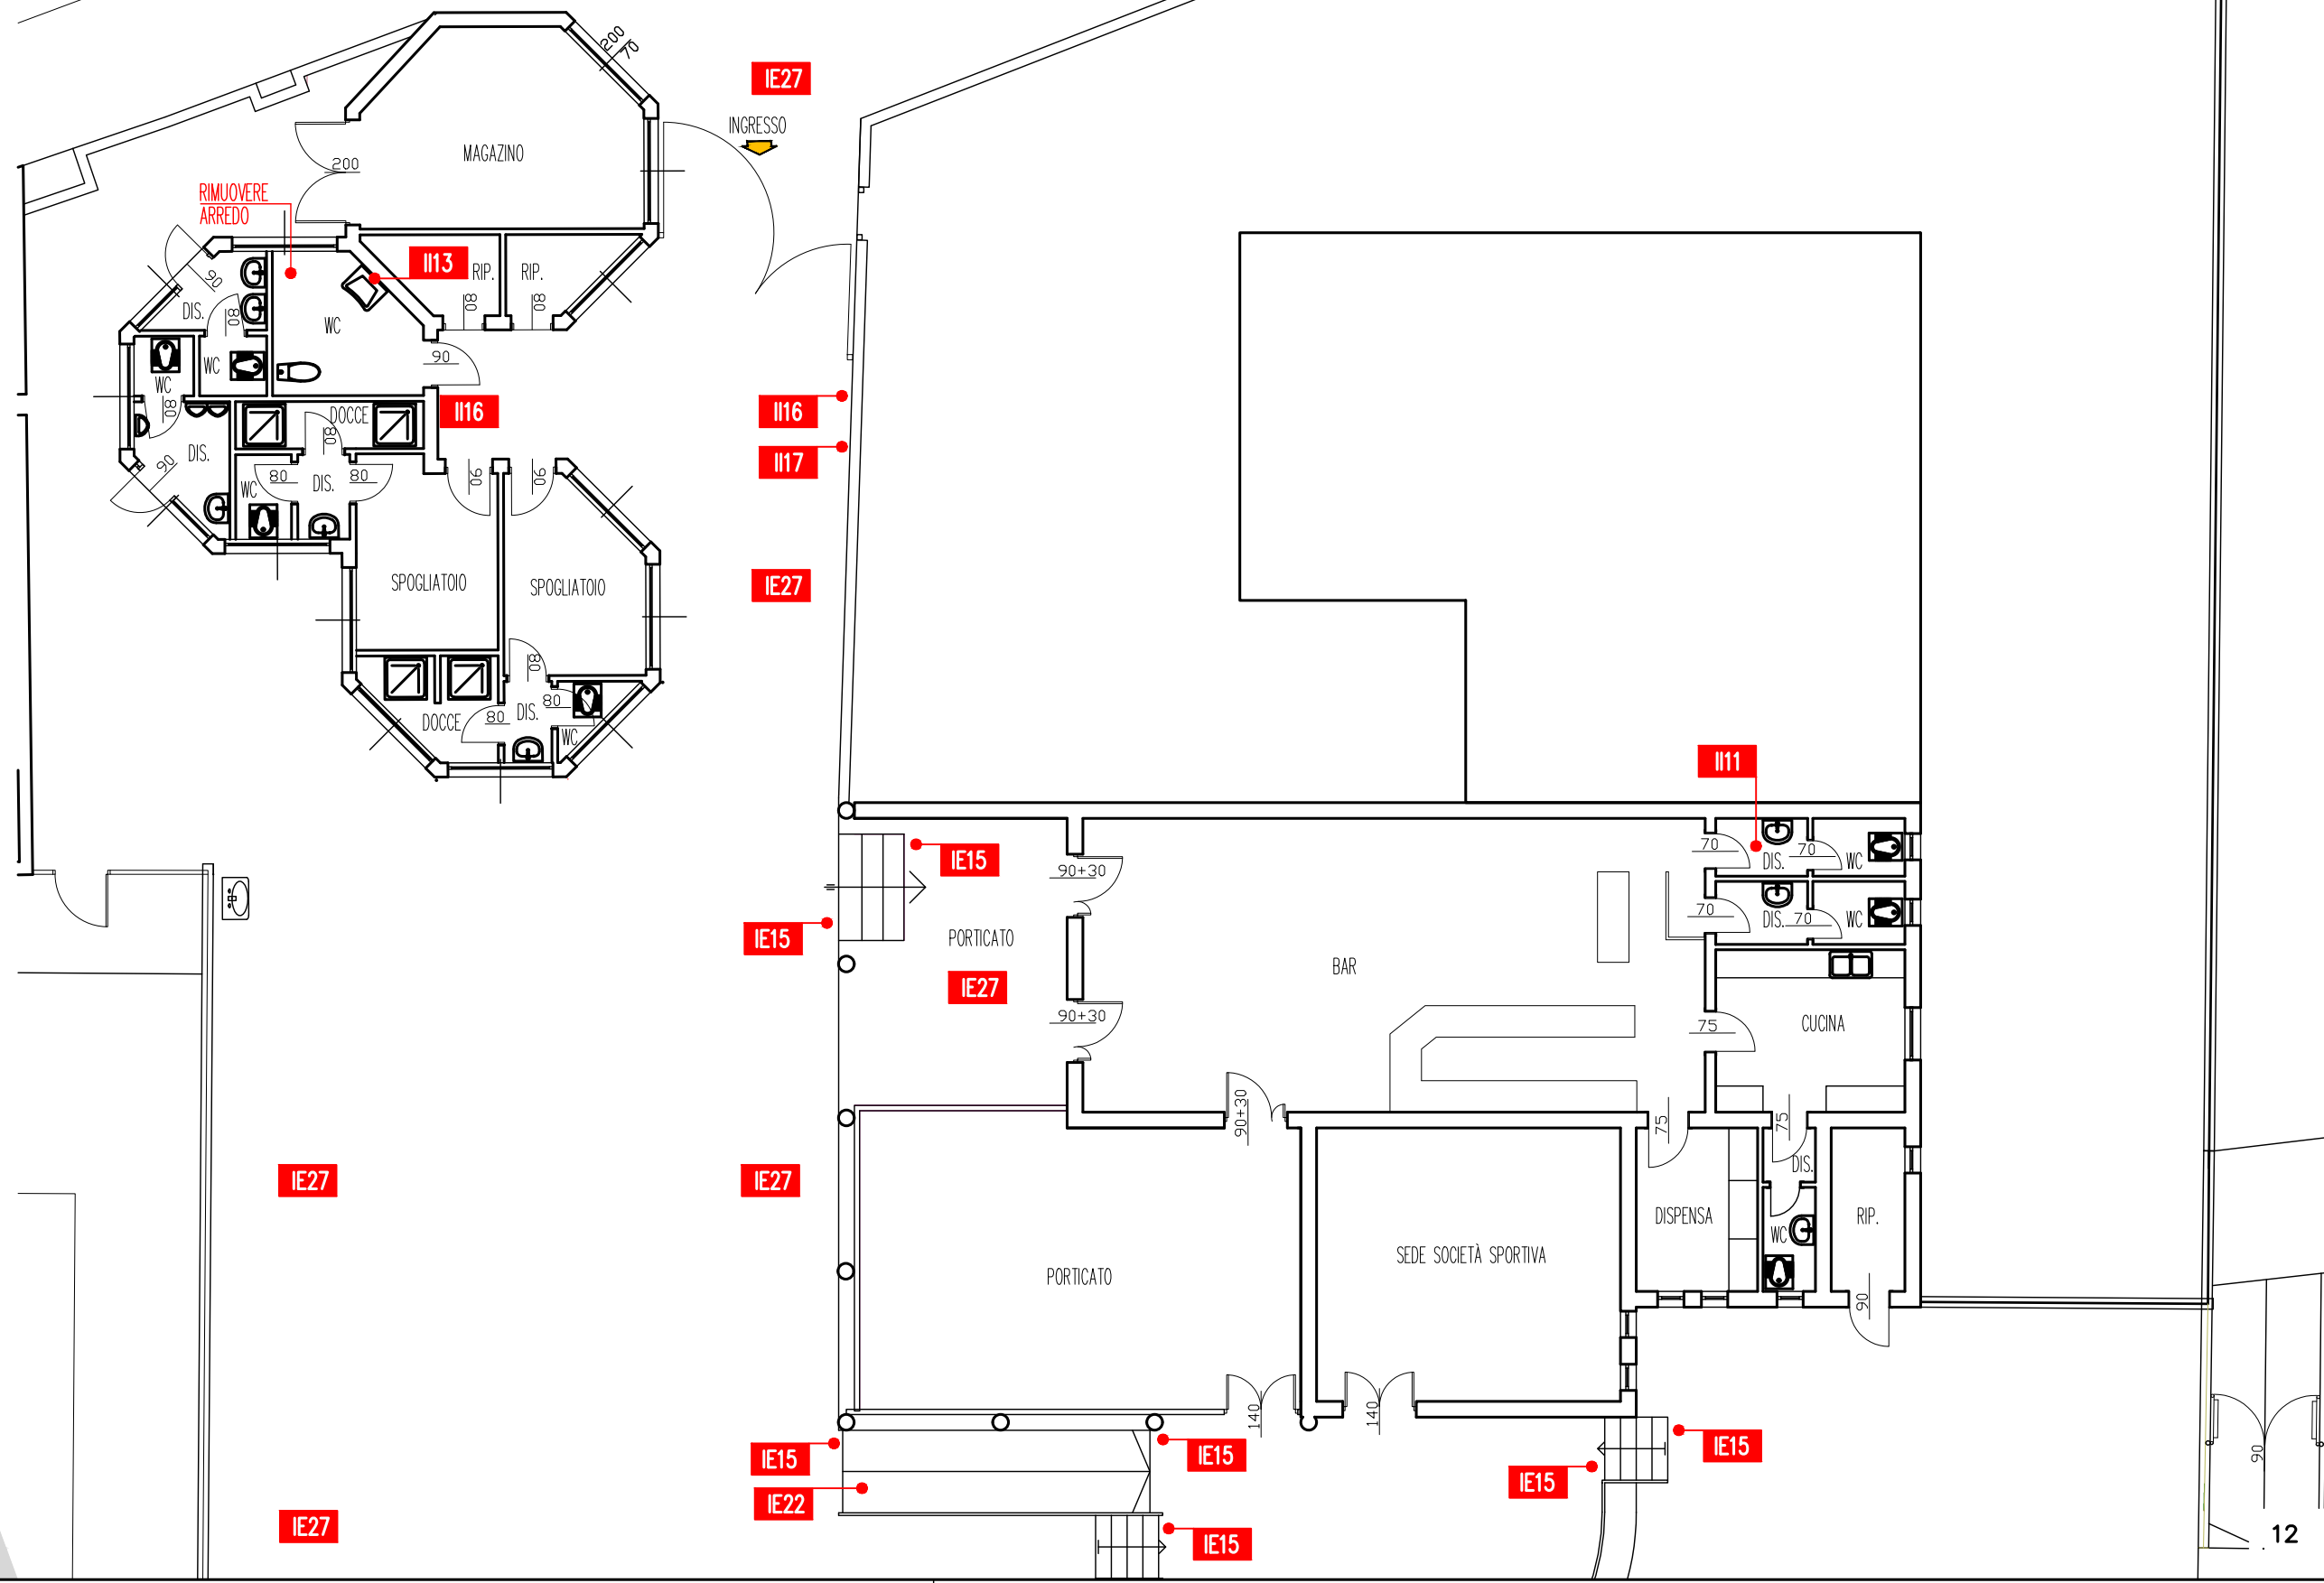 200
70
IE27
INGRESSO
MAGAZINO
200
RIMUOVERE
ARREDO
II13
RIP.
RIP.
90
DIS.
80
WC
80
80
WC
90
WC
80
DOCCE
II16
II16
80
DIS.
II17
90
80
80
90
90
WC
DIS.
SPOGLIATOIO
SPOGLIATOIO
IE27
80
80
80
DIS.
DOCCE
WC
II11
IE15
70
DIS.
70
WC
90+30
IE15
PORTICATO
70
DIS.
70
WC
BAR
IE27
90+30
75
CUCINA
90+30
75
75
IE27
IE27
DIS.
DISPENSA
WC
RIP.
SEDE SOCIETÀ SPORTIVA
PORTICATO
90
140
140
IE15
IE15
IE15
IE15
90
IE22
IE27
IE15
12